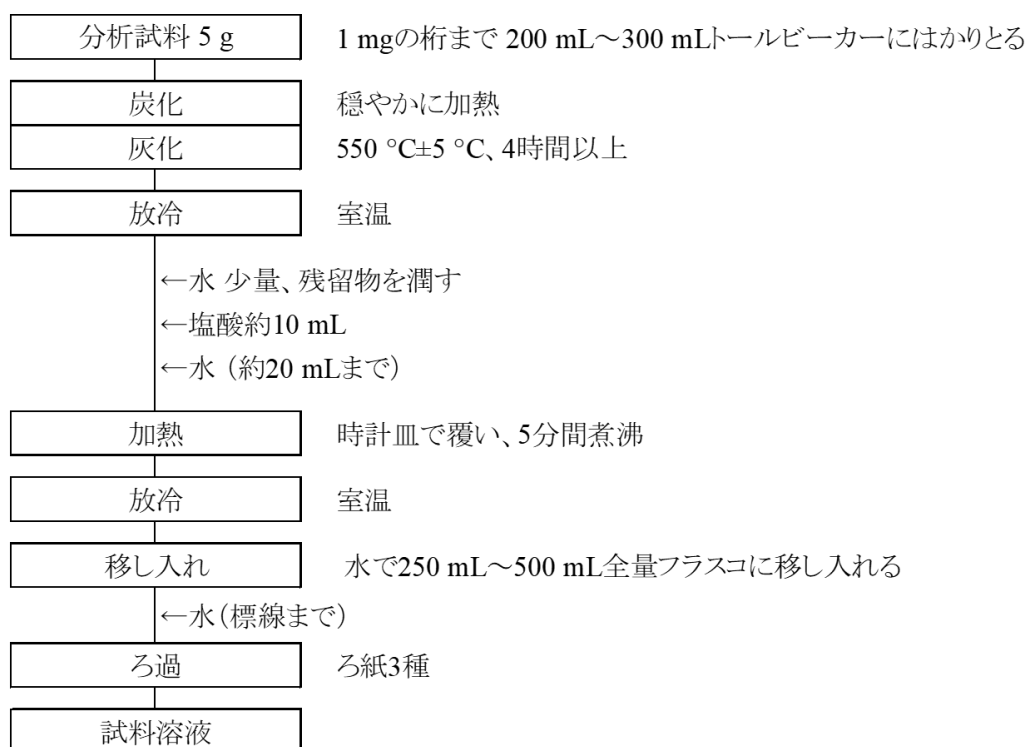 分析試料 5 g　1 mgの桁まで 200 mL～300 mLトールビーカーにはかりとる
炭化　穏やかに加熱
灰化　550 °C±5 °C、4時間以上
放冷　室温
←水 少量、残留物を潤す
←塩酸約10 mL
←水（約20 mLまで）
加熱　時計皿で覆い、5分間煮沸
放冷　室温
移し入れ　水で250 mL～500 mL全量フラスコに移し入れる
←水（標線まで）
ろ過　ろ紙3種
試料溶液